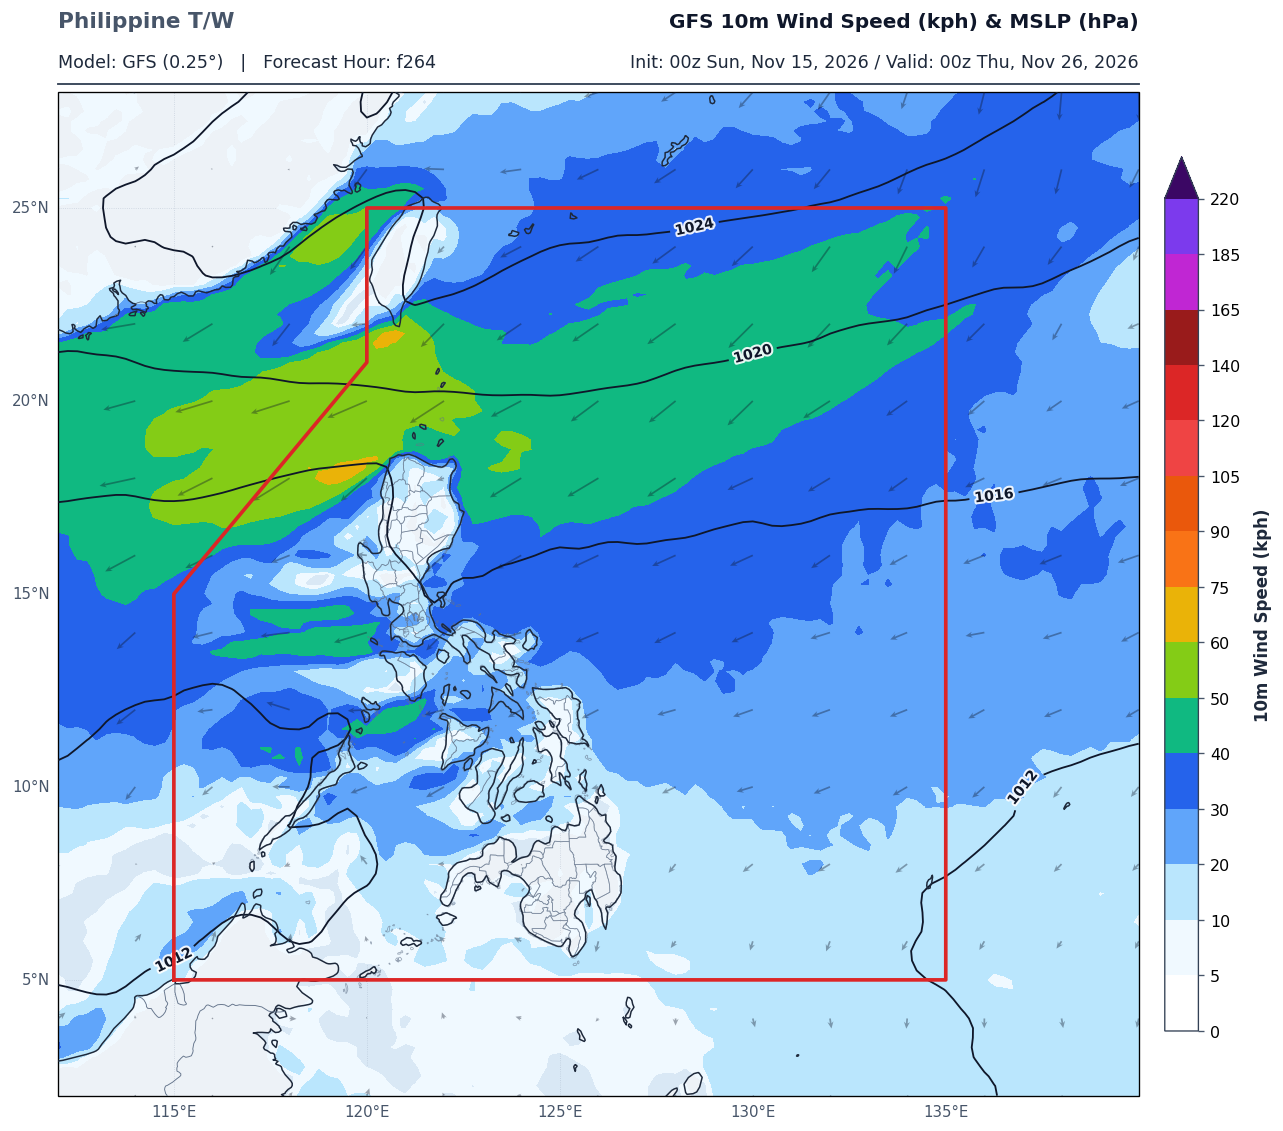 Philippine T/W
GFS 10m Wind Speed (kph) & MSLP (hPa)
Model: GFS (0.25°)   |   Forecast Hour: f264
Init: 00z Sun, Nov 15, 2026 / Valid: 00z Thu, Nov 26, 2026
25°N
20°N
15°N
10°N
5°N
115°E
120°E
125°E
130°E
135°E
1024
1020
1016
1012
1012
220
185
165
140
120
105
90
75
60
50
40
30
20
10
5
0
10m Wind Speed (kph)